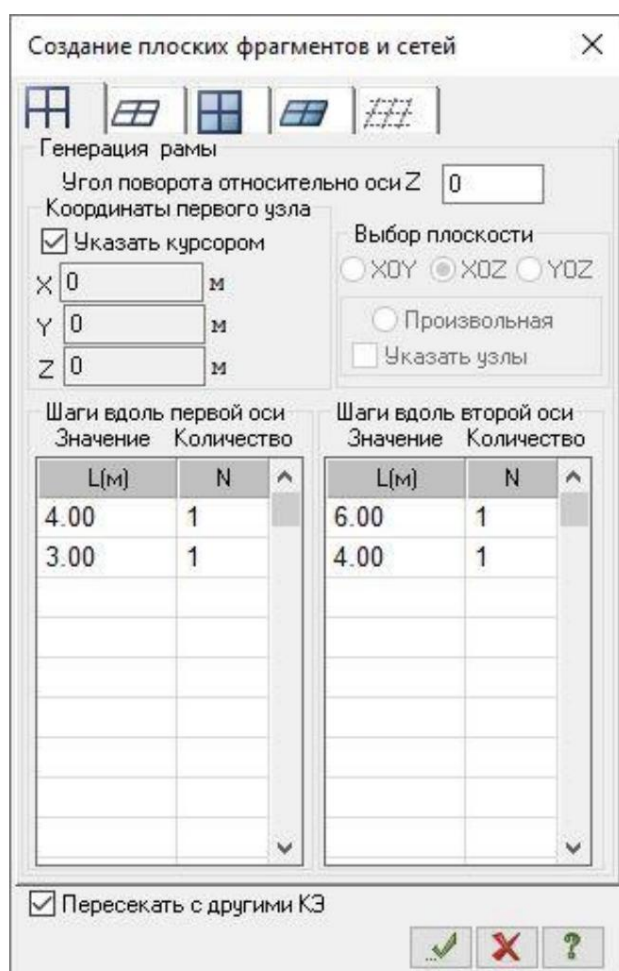 Создание плоских фрагментов и сетей
Генерация рамы
Угол поворота относительно оси Z 0
Координаты первого узла
Указать курсором
X 0 м
Y 0 м
Z 0 м
Выбор плоскости
XOY XOZ YOZ
Произвольная
Указать узлы
Шаги вдоль первой оси
Значение Количество
L(м) N
4.00 1
3.00 1
Шаги вдоль второй оси
Значение Количество
L(м) N
6.00 1
4.00 1
Пересекать с другими КЭ
?